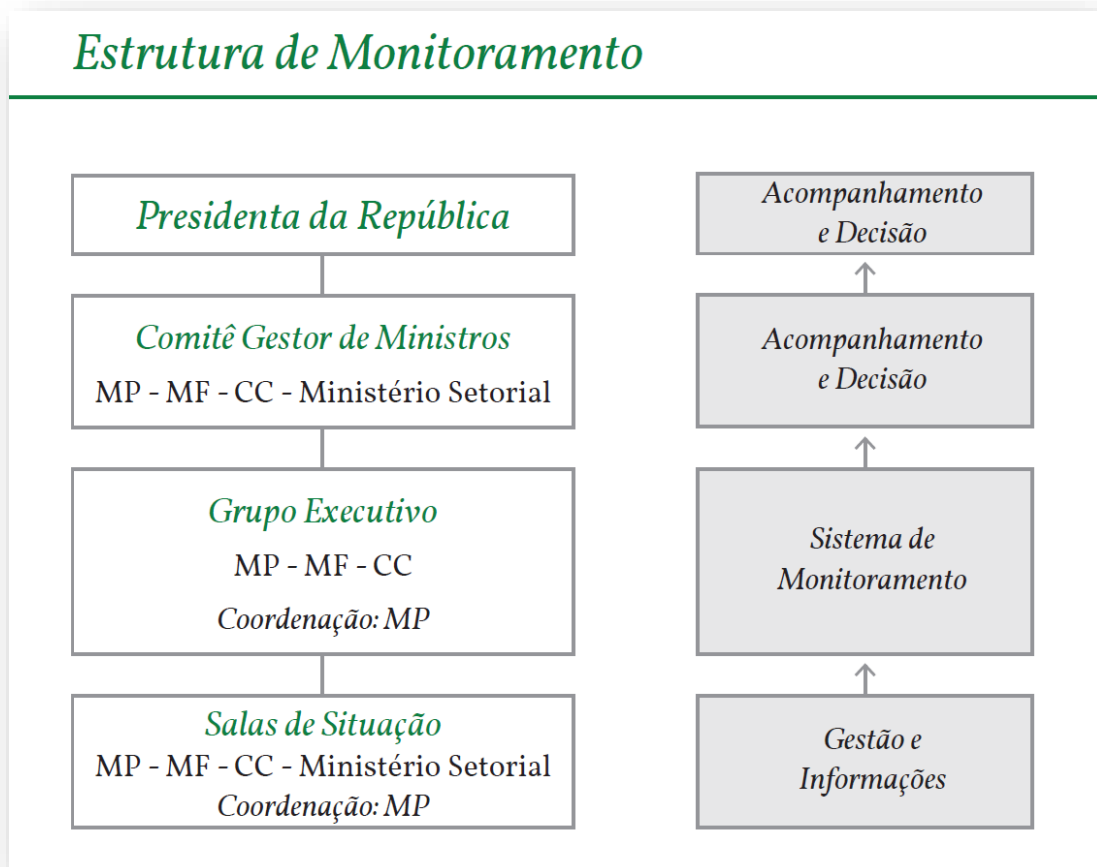 Estrutura de Monitoramento
Presidenta da República
Comitê Gestor de Ministros
MP - MF - CC - Ministério Setorial
Grupo Executivo
MP - MF - CC
Coordenação: MP
Salas de Situação
MP - MF - CC - Ministério Setorial
Coordenação: MP
Acompanhamento
e Decisão
Acompanhamento
e Decisão
Sistema de
Monitoramento
Gestão e
Informações